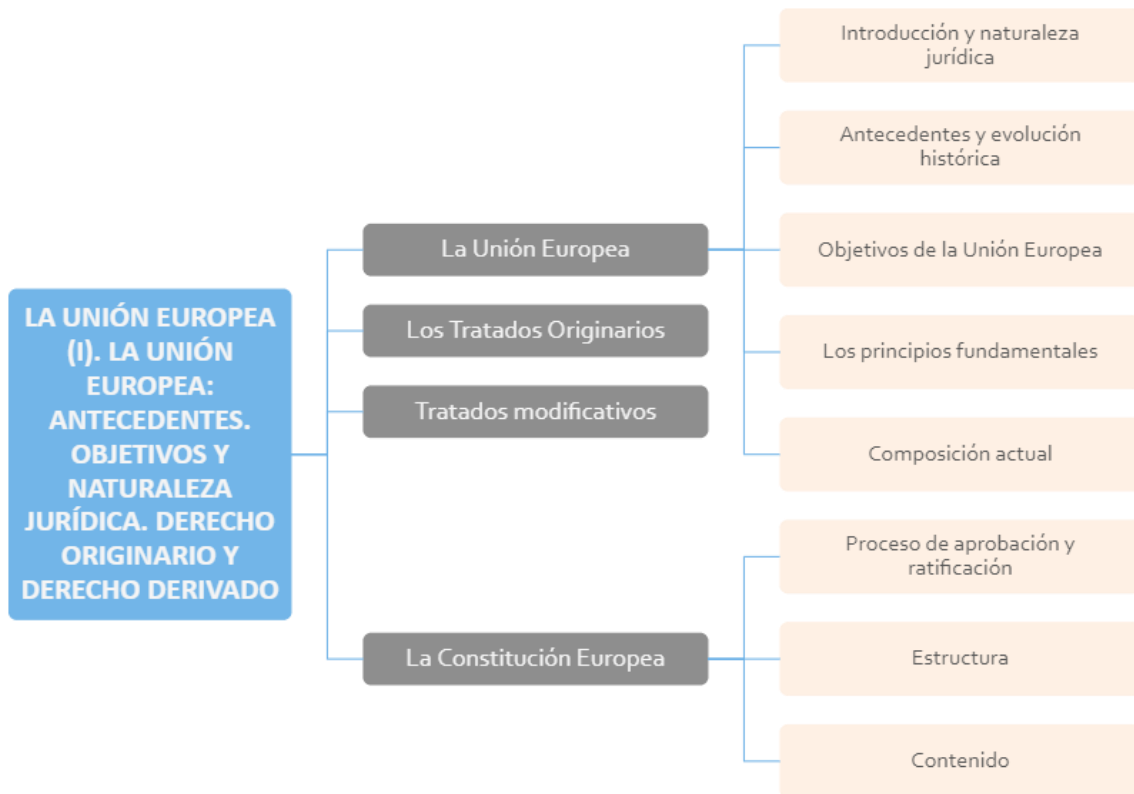 LA UNIÓN EUROPEA
(I). LA UNIÓN
EUROPEA:
ANTECEDENTES.
OBJETIVOS Y
NATURALEZA
JURÍDICA. DERECHO
ORIGINARIO Y
DERECHO DERIVADO
La Unión Europea
Introducción y naturaleza
jurídica
Antecedentes y evolución
histórica
Objetivos de la Unión Europea
Los principios fundamentales
Composición actual
Los Tratados Originarios
Tratados modificativos
La Constitución Europea
Proceso de aprobación y
ratificación
Estructura
Contenido